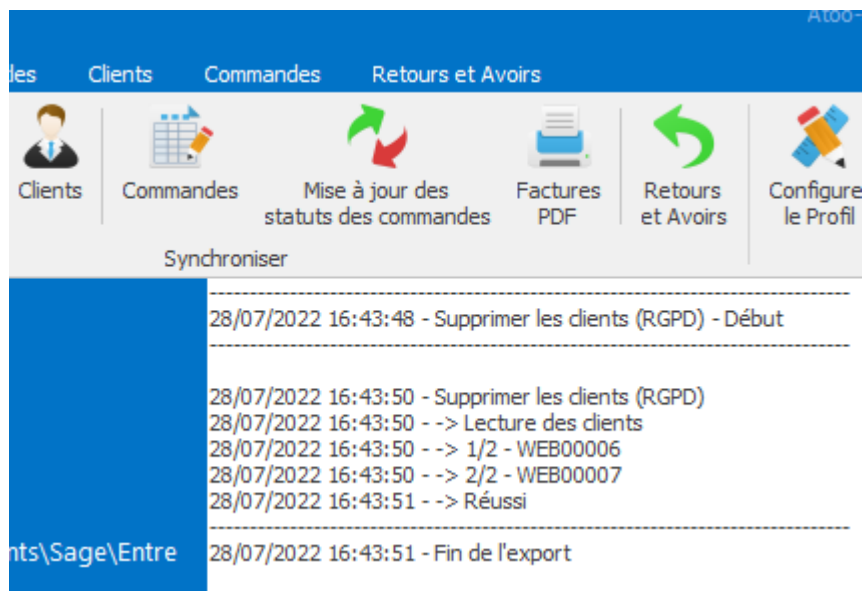 Atoo-
des Clients Commandes Retours et Avoirs
Clients
Commandes
Mise à jour des
statuts des commandes
Factures
PDF
Retours
et Avoirs
Configure
le Profil
Synchroniser
28/07/2022 16:43:48 - Supprimer les clients (RGPD) - Début
28/07/2022 16:43:50 - Supprimer les clients (RGPD)
28/07/2022 16:43:50 - -> Lecture des clients
28/07/2022 16:43:50 - -> 1/2 - WEB00006
28/07/2022 16:43:50 - -> 2/2 - WEB00007
28/07/2022 16:43:51 - -> Réussi
nts\Sage\Entre
28/07/2022 16:43:51 - Fin de l'export